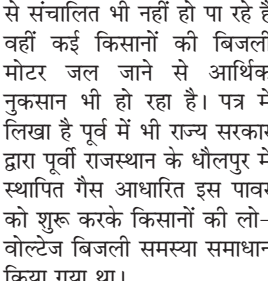 से संचालित भी नहीं हो पा रहे है
वहीं कई किसानों की बिजली
मोटर जल जाने से आर्थिक
नुकसान भी हो रहा है। पत्र में
लिखा है पूर्व में भी राज्य सरकार
द्वारा पूर्वी राजस्थान के धौलपुर में
स्थापित गैस आधारित इस पावर
को शुरू करके किसानों की लो-
वोल्टेज बिजली समस्या समाधान
किया गया था।